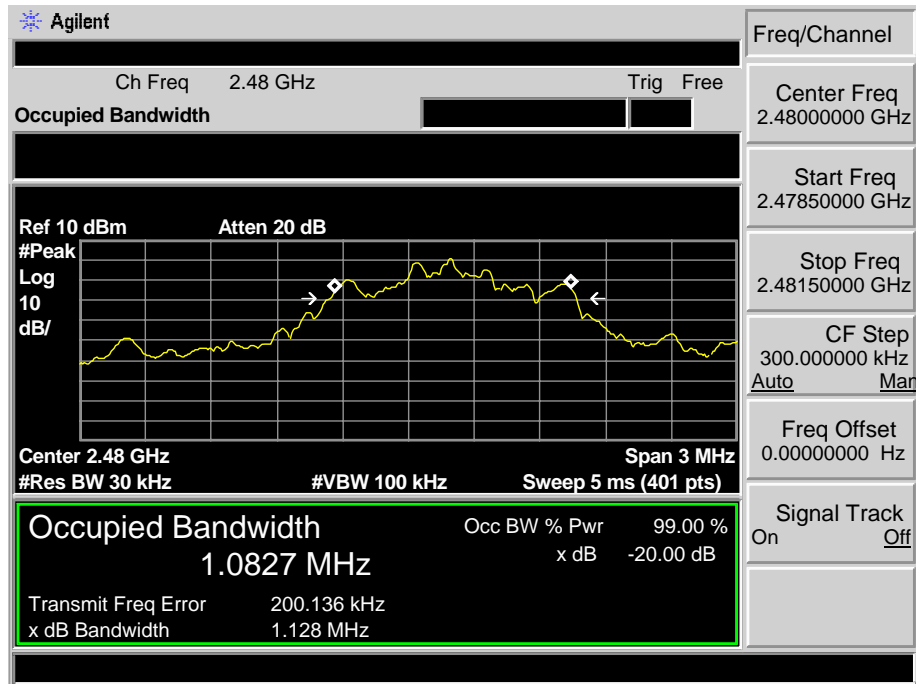 Agilent
Freq/Channel
Ch Freq 2.48 GHz Trig Free
Occupied Bandwidth
Center Freq
2.48000000 GHz
Start Freq
2.47850000 GHz
Stop Freq
2.48150000 GHz
CF Step
300.000000 kHz
Auto Man
Freq Offset
0.00000000 Hz
Signal Track
On Off
Ref 10 dBm Atten 20 dB
#Peak
Log
10
dB/
Center 2.48 GHz Span 3 MHz
#Res BW 30 kHz #VBW 100 kHz Sweep 5 ms (401 pts)
Occupied Bandwidth Occ BW % Pwr 99.00 %
1.0827 MHz x dB -20.00 dB
Transmit Freq Error 200.136 kHz
x dB Bandwidth 1.128 MHz